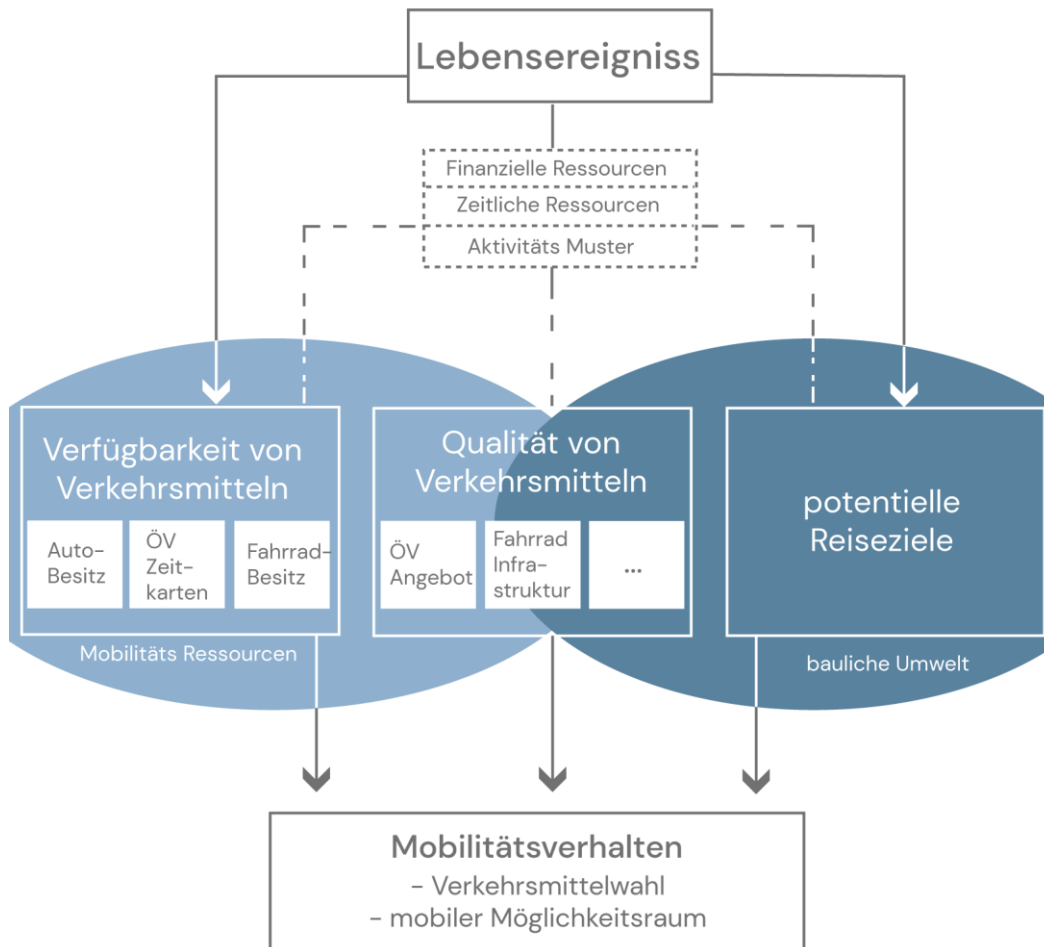 Lebensereigniss
Finanzielle Ressourcen
Zeitliche Ressourcen
Aktivitäts Muster
Verfügbarkeit von
Verkehrsmitteln
Auto-
Besitz
ÖV
Zeit-
karten
Fahrrad-
Besitz
Mobilitäts Ressourcen
Qualität von
Verkehrsmitteln
ÖV
Angebot
Fahrrad
Infra-
struktur
...
potentielle
Reiseziele
bauliche Umwelt
Mobilitätsverhalten
- Verkehrsmittelwahl
- mobiler Möglichkeitsraum